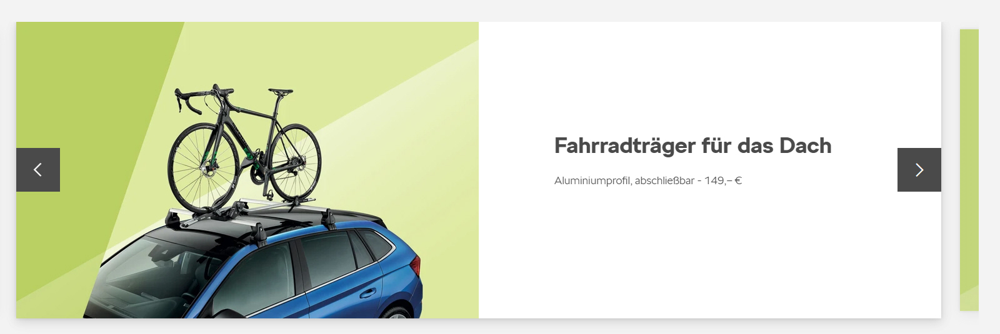 Fahrradträger für das Dach
Aluminiumprofil, abschließbar - 149,– €